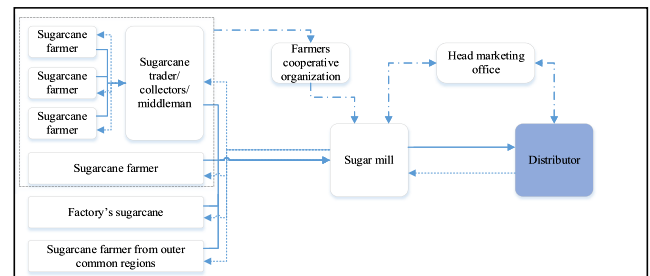 Sugarcane
farmer
Sugarcane
farmer
Sugarcane
farmer
Sugarcane
trader/
collectors/
middleman
Sugarcane farmer
Factory's sugarcane
Sugarcane farmer from outer
common regions
Farmers
cooperative
organization
Sugar mill
Head marketing
office
Distributor